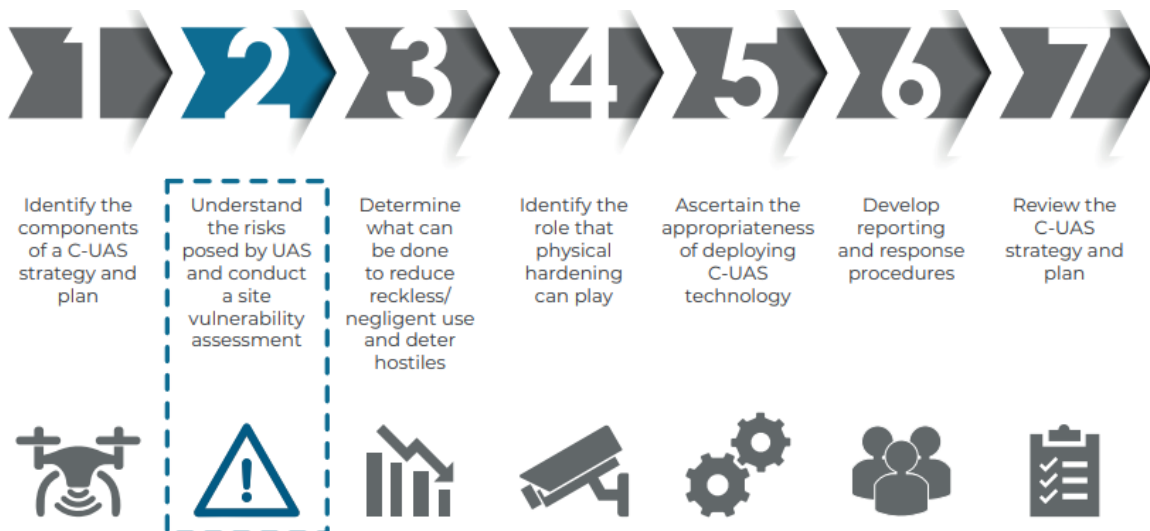 1
2
3
4
5
6
7
Identify the
components
of a C-UAS
strategy and
plan
Understand
the risks
posed by UAS
and conduct
a site
vulnerability
assessment
Determine
what can
be done
to reduce
reckless/
negligent use
and deter
hostiles
Identify the
role that
physical
hardening
can play
Ascertain the
appropriateness
of deploying
C-UAS
technology
Develop
reporting
and response
procedures
Review the
C-UAS
strategy and
plan